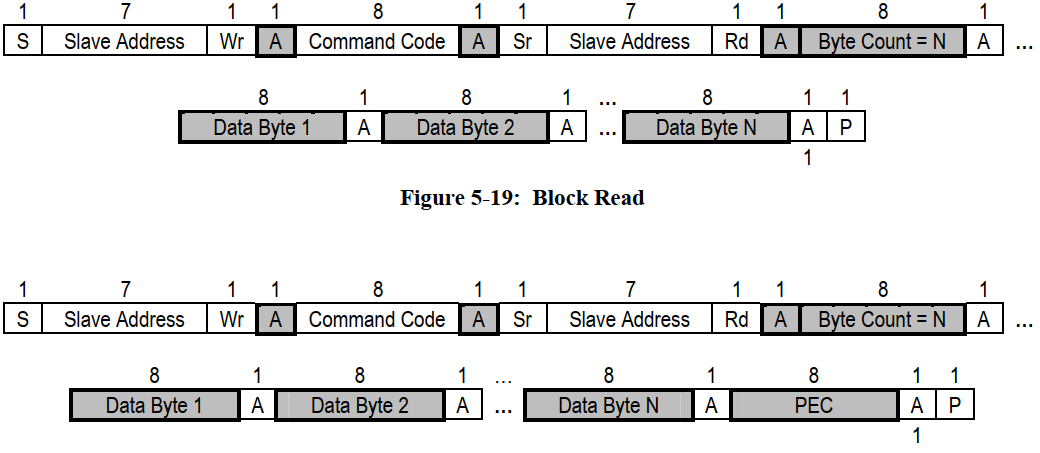 1 7 1 1 8 1 1 7 1 1 8 1
S Slave Address Wr A Command Code A Sr Slave Address Rd A Byte Count = N A ...
8 1 8 1 ... 8 1 1
Data Byte 1 A Data Byte 2 A ... Data Byte N A P
1
Figure 5-19: Block Read
1 7 1 1 8 1 1 7 1 1 8 1
S Slave Address Wr A Command Code A Sr Slave Address Rd A Byte Count = N A ...
8 1 8 1 ... 8 1 8 1 1
Data Byte 1 A Data Byte 2 A ... Data Byte N A PEC A P
1